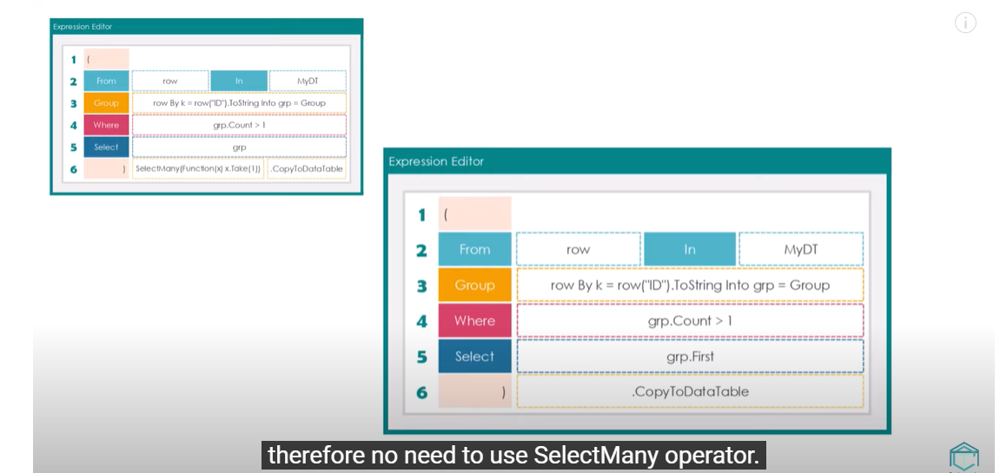 Expression Editor
1 (
2 From row In MyDT
3 Group row By k = row("ID").ToString Into grp = Group
4 Where grp.Count > 1
5 Select grp
6 ) SelectMany(Function(x) x.Take(1)) .CopyToDataTable
Expression Editor
1 (
2 From row In MyDT
3 Group row By k = row("ID").ToString Into grp = Group
4 Where grp.Count > 1
5 Select grp.First
6 ) .CopyToDataTable
therefore no need to use SelectMany operator.